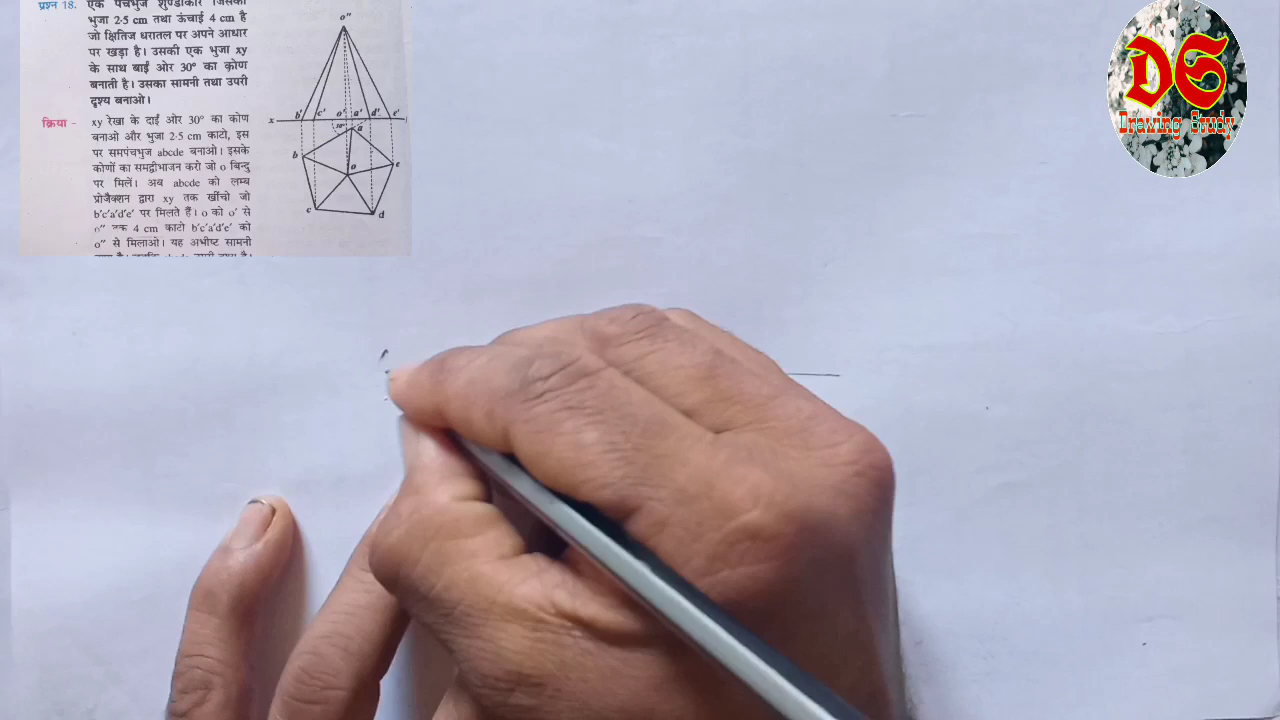 प्रश्न 18. एक पंचभुज शुण्डाकार जिसकी
भुजा 2·5 cm तथा ऊंचाई 4 cm है
जो क्षितिज धरातल पर अपने आधार
पर खड़ा है। उसकी एक भुजा xy
के साथ बाईं ओर 30° का कोण
बनाती है। उसका सामनी तथा उपरी
दृश्य बनाओ।
क्रिया – xy रेखा के दाईं ओर 30° का कोण
बनाओ और भुजा 2·5 cm काटो, इस
पर समपंचभुज abcde बनाओ। इसके
कोणों का समद्वीभाजन करो जो o बिन्दु
पर मिलें। अब abcde को लम्ब
प्रोजैक्शन द्वारा xy तक खींचो जो
b'c'a'd'e' पर मिलते हैं। o को o' से
o" तक 4 cm काटो b'c'a'd'e' को
o" से मिलाओ। यह अभीष्ट सामनी
o"
x b' c' o' a' d' e'
30°
a
b
o
e
c
d
DS
Drawing Study